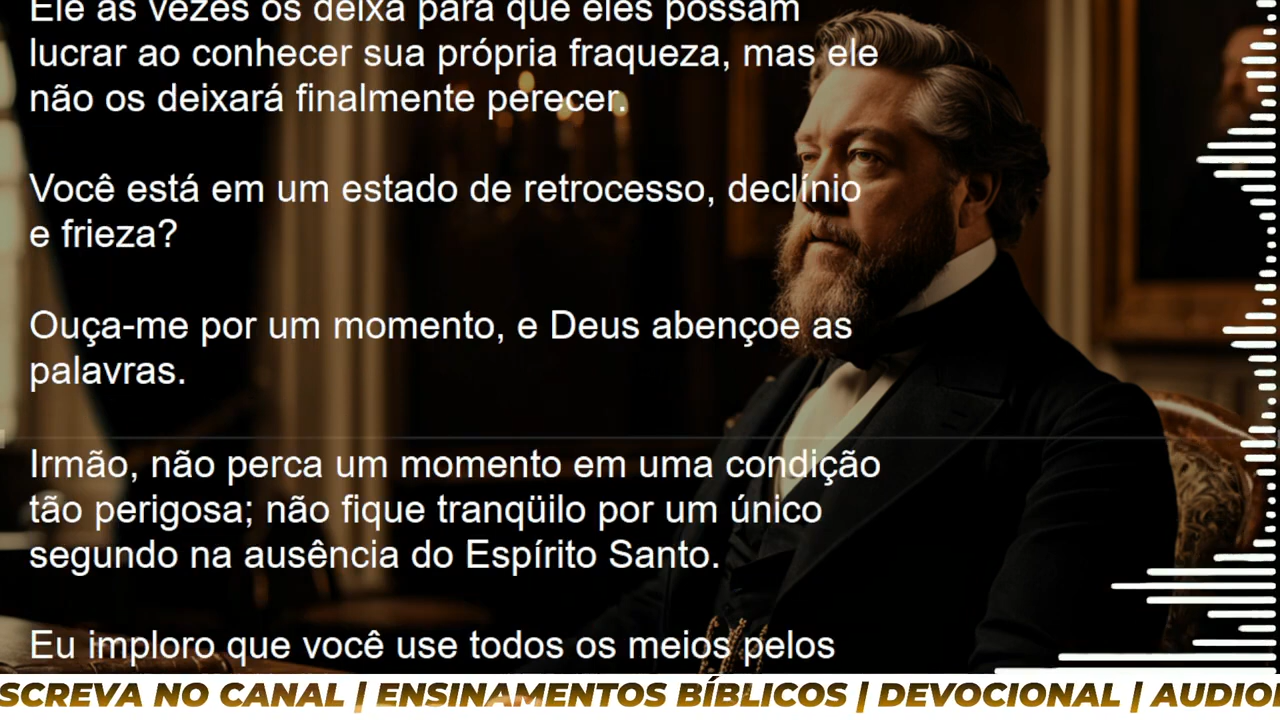 Ele às vezes os deixa para que eles possam
lucrar ao conhecer sua própria fraqueza, mas ele
não os deixará finalmente perecer.
Você está em um estado de retrocesso, declínio
e frieza?
Ouça-me por um momento, e Deus abençoe as
palavras.
Irmão, não perca um momento em uma condição
tão perigosa; não fique tranqüilo por um único
segundo na ausência do Espírito Santo.
Eu imploro que você use todos os meios pelos
SCREVA NO CANAL | ENSINAMENTOS BÍBLICOS | DEVOCIONAL | AUDIO